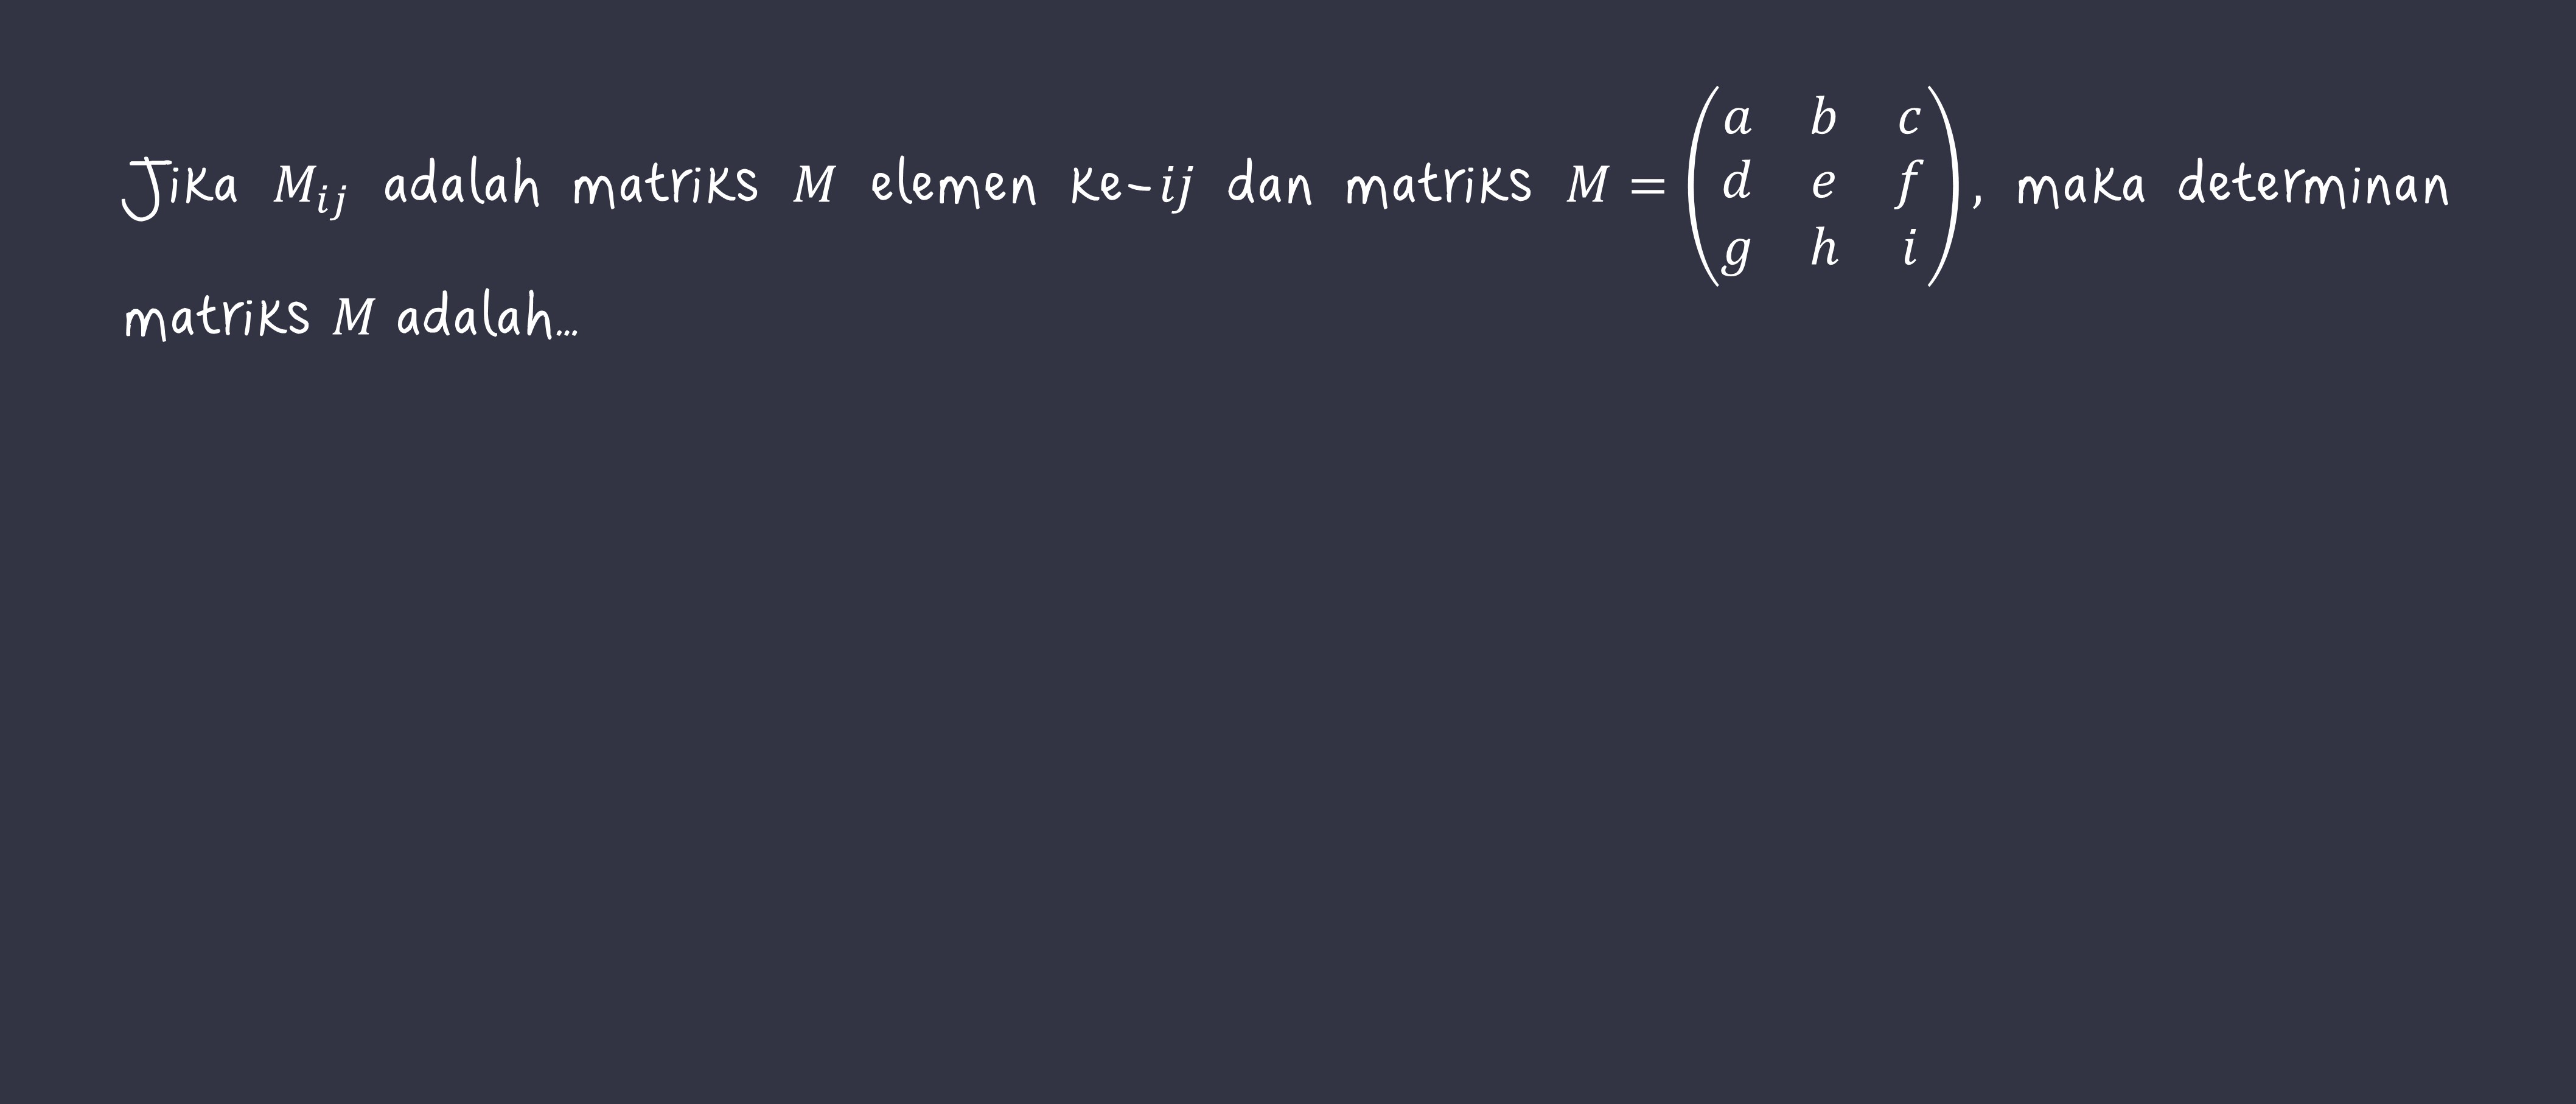 Jika $M_{ij}$ adalah matriks $M$ elemen ke-$ij$ dan matriks $M = \begin{pmatrix} a & b & c \\ d & e & f \\ g & h & i \end{pmatrix}$, maka determinan
matriks $M$ adalah...